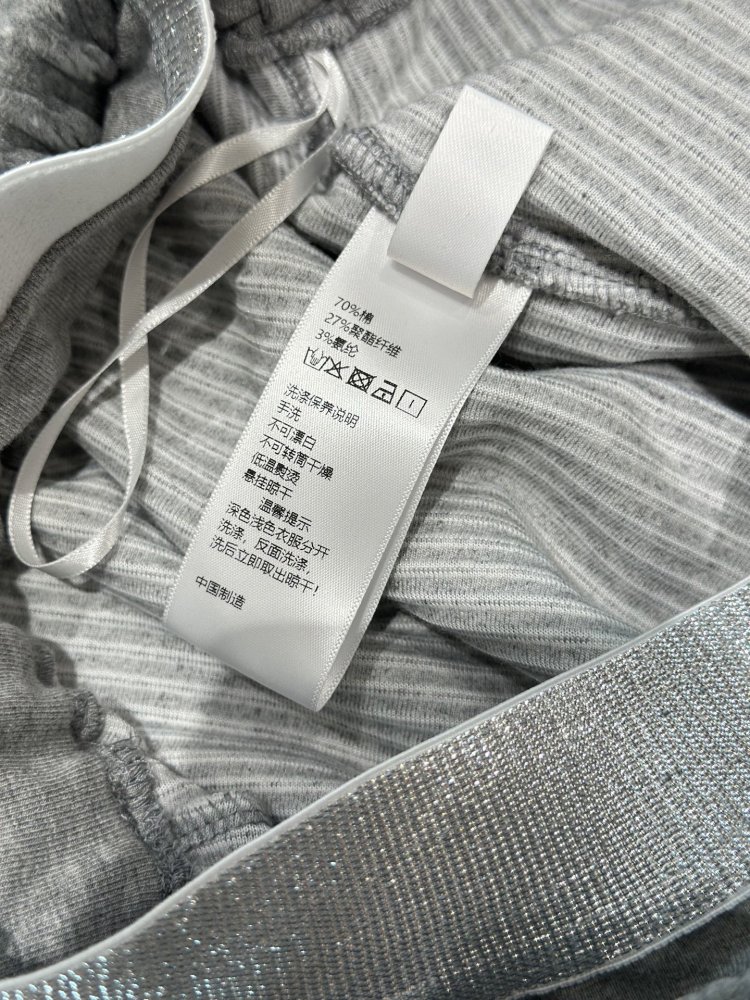 70%棉
27%聚酯纤维
3%氨纶
洗涤保养说明
手洗
不可漂白
不可转筒干燥
低温熨烫
悬挂晾干
温馨提示
深色浅色衣服分开
洗涤，反面洗涤，
洗后立即取出晾干！
中国制造